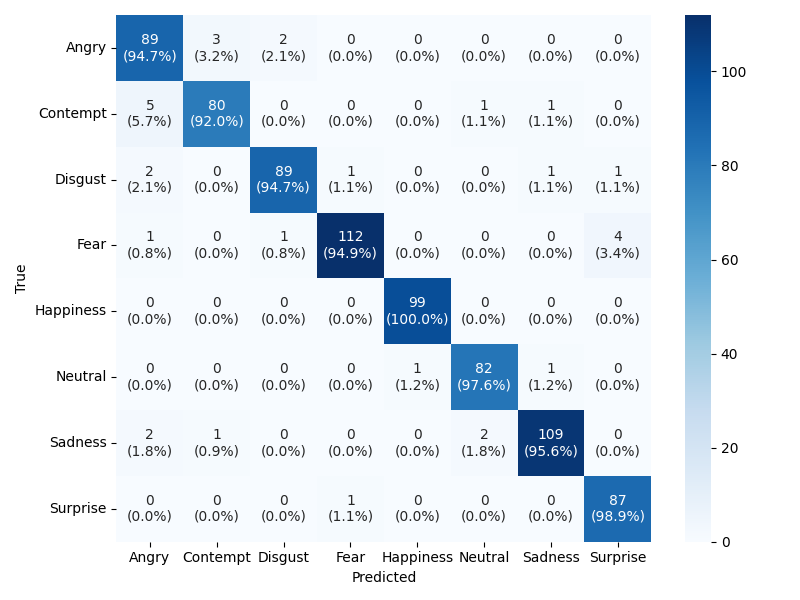 Angry 89 3 2 0 0 0 0 0
(94.7%) (3.2%) (2.1%) (0.0%) (0.0%) (0.0%) (0.0%) (0.0%)
Contempt 5 80 0 0 0 1 1 0
(5.7%) (92.0%) (0.0%) (0.0%) (0.0%) (1.1%) (1.1%) (0.0%)
Disgust 2 0 89 1 0 0 1 1
(2.1%) (0.0%) (94.7%) (1.1%) (0.0%) (0.0%) (1.1%) (1.1%)
Fear 1 0 1 112 0 0 0 4
(0.8%) (0.0%) (0.8%) (94.9%) (0.0%) (0.0%) (0.0%) (3.4%)
Happiness 0 0 0 0 99 0 0 0
(0.0%) (0.0%) (0.0%) (0.0%) (100.0%) (0.0%) (0.0%) (0.0%)
Neutral 0 0 0 0 1 82 1 0
(0.0%) (0.0%) (0.0%) (0.0%) (1.2%) (97.6%) (1.2%) (0.0%)
Sadness 2 1 0 0 0 2 109 0
(1.8%) (0.9%) (0.0%) (0.0%) (0.0%) (1.8%) (95.6%) (0.0%)
Surprise 0 0 0 1 0 0 0 87
(0.0%) (0.0%) (0.0%) (1.1%) (0.0%) (0.0%) (0.0%) (98.9%)
Angry Contempt Disgust Fear Happiness Neutral Sadness Surprise
Predicted
True
100
80
60
40
20
0